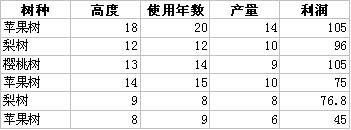 树种 高度 使用年数 产量 利润
苹果树 18 20 14 105
梨树 12 12 10 96
樱桃树 13 14 9 105
苹果树 14 15 10 75
梨树 9 8 8 76.8
苹果树 8 9 6 45